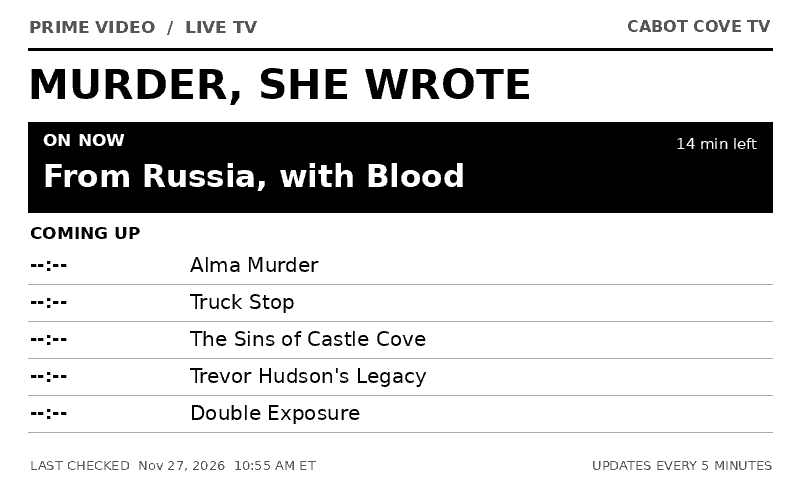 PRIME VIDEO / LIVE TV
CABOT COVE TV
MURDER, SHE WROTE
ON NOW
14 min left
From Russia, with Blood
COMING UP
--:-- Alma Murder
--:-- Truck Stop
--:-- The Sins of Castle Cove
--:-- Trevor Hudson's Legacy
--:-- Double Exposure
LAST CHECKED Nov 27, 2026 10:55 AM ET
UPDATES EVERY 5 MINUTES